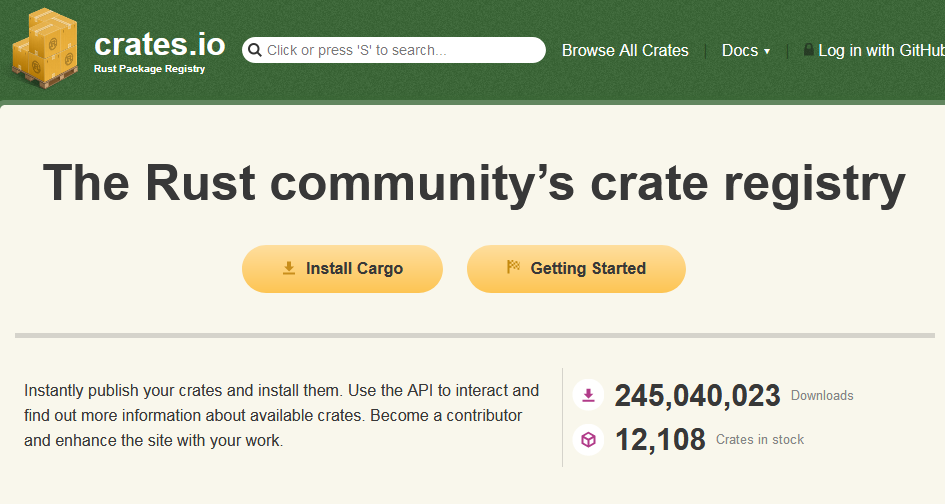 crates.io
Rust Package Registry
Click or press 'S' to search...
Browse All Crates | Docs ▾ | Log in with GitHub
The Rust community’s crate registry
Install Cargo
Getting Started
Instantly publish your crates and install them. Use the API to interact and
find out more information about available crates. Become a contributor
and enhance the site with your work.
245,040,023 Downloads
12,108 Crates in stock